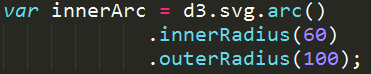 var innerArc = d3.svg.arc()
.innerRadius(60)
.outerRadius(100);